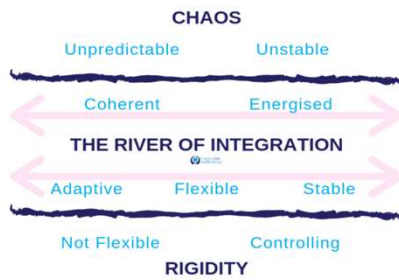 CHAOS
Unpredictable Unstable
Coherent Energised
THE RIVER OF INTEGRATION
Adaptive Flexible Stable
Not Flexible Controlling
RIGIDITY